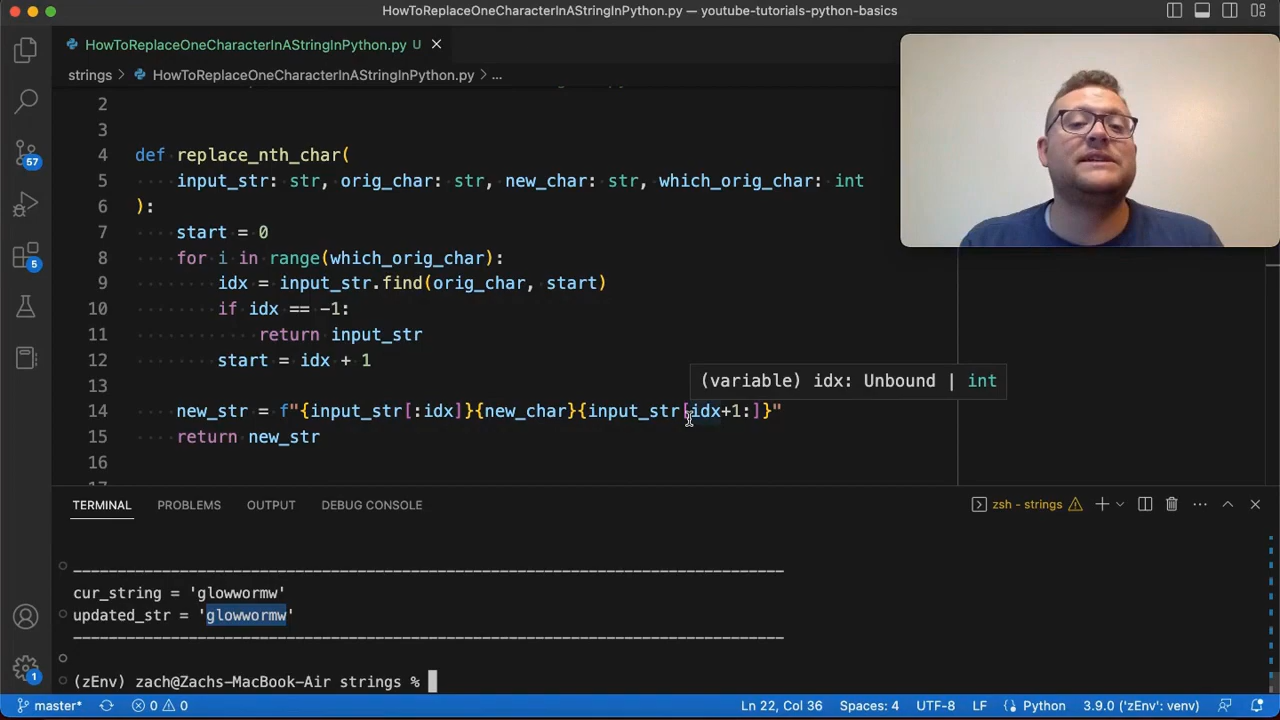 HowToReplaceOneCharacterInAStringInPython.py — youtube-tutorials-python-basics
HowToReplaceOneCharacterInAStringInPython.py U
strings > HowToReplaceOneCharacterInAStringInPython.py > ...
2
3
4 def replace_nth_char(
5 input_str: str, orig_char: str, new_char: str, which_orig_char: int
6 ):
7 start = 0
8 for i in range(which_orig_char):
9 idx = input_str.find(orig_char, start)
10 if idx == -1:
11 return input_str
12 start = idx + 1
13
(variable) idx: Unbound | int
14 new_str = f"{input_str[:idx]}{new_char}{input_str[idx+1:]}"
15 return new_str
16
57
5
TERMINAL PROBLEMS OUTPUT DEBUG CONSOLE zsh - strings
cur_string = 'glowwormw'
updated_str = 'glowwormw'
(zEnv) zach@Zachs-MacBook-Air strings %
1
master* 0 0 Ln 22, Col 36 Spaces: 4 UTF-8 LF Python 3.9.0 ('zEnv': venv)